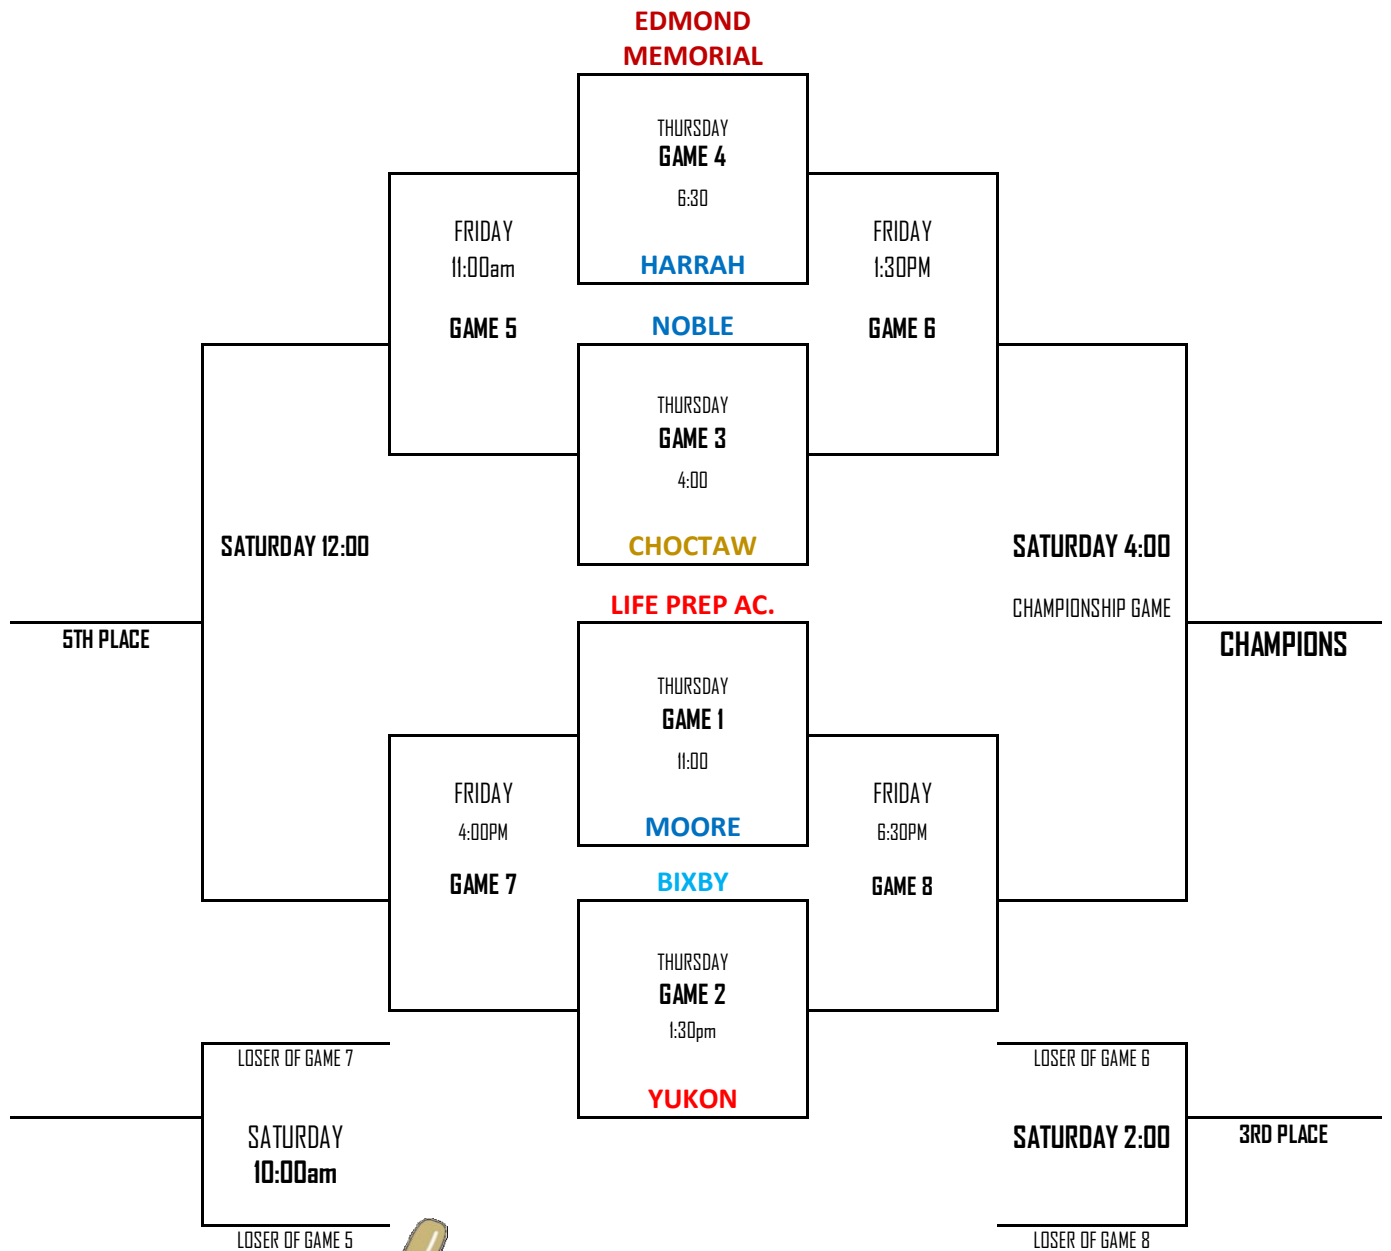 EDMOND
MEMORIAL
THURSDAY
GAME 4
6:30
HARRAH
FRIDAY
11:00am
GAME 5
FRIDAY
1:30PM
GAME 6
NOBLE
THURSDAY
GAME 3
4:00
CHOCTAW
SATURDAY 12:00
SATURDAY 4:00
CHAMPIONSHIP GAME
5TH PLACE
CHAMPIONS
LIFE PREP AC.
THURSDAY
GAME 1
11:00
MOORE
FRIDAY
4:00PM
GAME 7
FRIDAY
6:30PM
GAME 8
BIXBY
THURSDAY
GAME 2
1:30pm
YUKON
LOSER OF GAME 7
SATURDAY
10:00am
LOSER OF GAME 5
LOSER OF GAME 6
SATURDAY 2:00
3RD PLACE
LOSER OF GAME 8